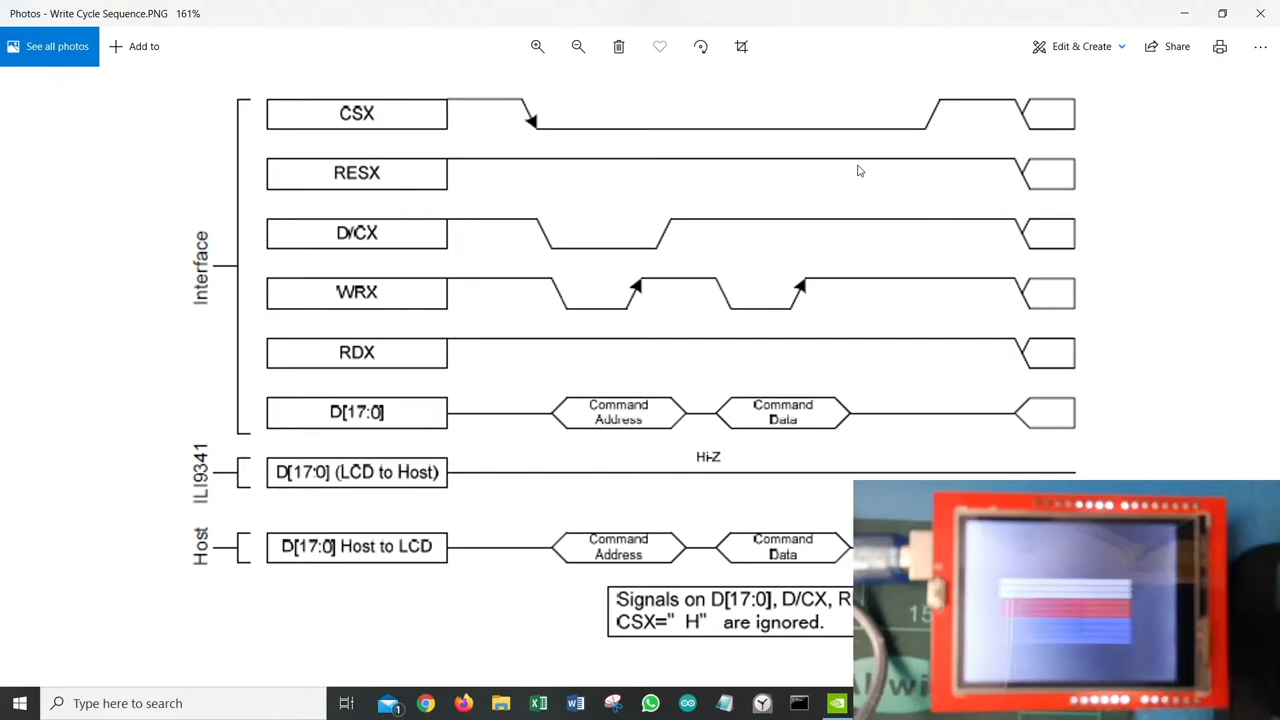 Photos - Write Cycle Sequence.PNG 161%
See all photos
Add to
Edit & Create
Share
CSX
RESX
D/CX
WRX
RDX
D[17:0]
Command
Address
Command
Data
Interface
Hi-Z
ILI9341
D[17:0] (LCD to Host)
Host
D[17:0] Host to LCD
Command
Address
Command
Data
Signals on D[17:0], D/CX, R
CSX=" H" are ignored.
15
Type here to search
1